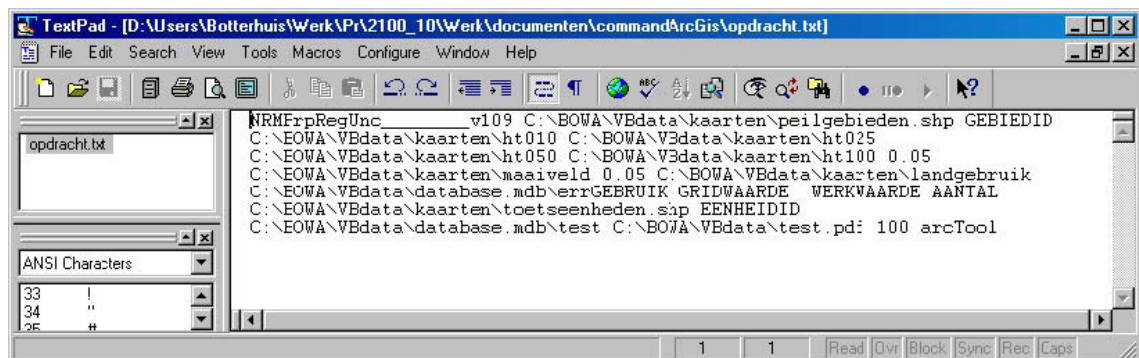 TextPad - [D:\Users\Botterhuis\Werk\Pr\2100_10\Werk\documenten\commandArcGis\opdracht.txt]
File Edit Search View Tools Macros Configure Window Help
opdracht.txt
NRMFrpRegUnc________v109 C:\BOWA\VBdata\kaarten\peilgebieden.shp GEBIEDID
C:\BOWA\VBdata\kaarten\ht010 C:\BOWA\VBdata\kaarten\ht025
C:\BOWA\VBdata\kaarten\ht050 C:\BOWA\VBdata\kaarten\ht100 0.05
C:\BOWA\VBdata\kaarten\maaiveld 0.05 C:\BOWA\VBdata\kaarten\landgebruik
C:\BOWA\VBdata\database.mdb\errGEBRUIK GRIDWAARDE WERKWAARDE AANTAL
C:\BOWA\VBdata\kaarten\toetseenheden.shp EENHEIDID
C:\BOWA\VBdata\database.mdb\test C:\BOWA\VBdata\test.pdf 100 arcTool
ANSI Characters
33 !
34 "
35 #
1 1 Read Ovr Block Sync Rec Caps